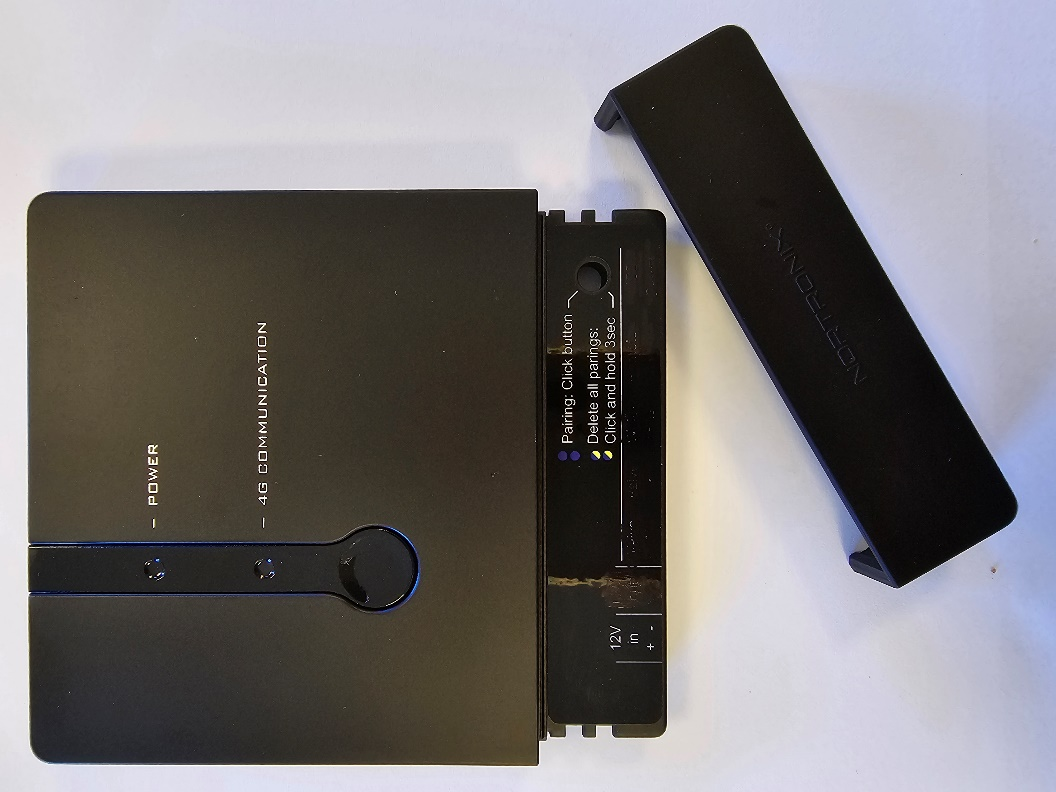 – POWER
– 4G COMMUNICATION
Pairing: Click button
Delete all parings:
Click and hold 3sec
12V
in
+ -
NORTRONIX